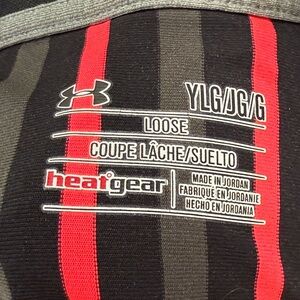 YLG/JG/G
LOOSE
COUPE LÂCHE/SUELTO
heatgear
MADE IN JORDAN
FABRIQUÉ EN JORDANIE
HECHO EN JORDANIA